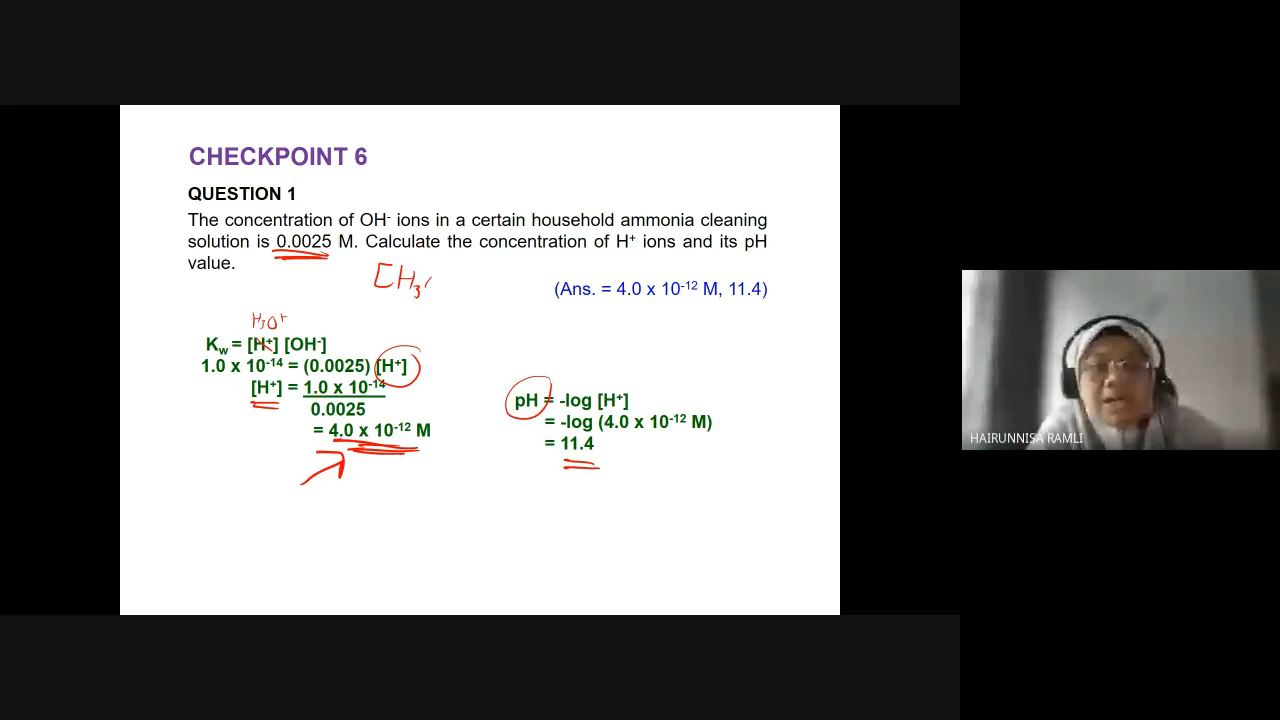 CHECKPOINT 6
QUESTION 1
The concentration of OH⁻ ions in a certain household ammonia cleaning
solution is 0.0025 M. Calculate the concentration of H⁺ ions and its pH
value.
[CH₃
(Ans. = 4.0 x 10⁻¹² M, 11.4)
H₃O⁺
K_w = [H⁺] [OH⁻]
1.0 x 10⁻¹⁴ = (0.0025) [H⁺]
[H⁺] = 1.0 x 10⁻¹⁴
0.0025
= 4.0 x 10⁻¹² M
pH = -log [H⁺]
= -log (4.0 x 10⁻¹² M)
= 11.4
HAIRUNNISA RAMLI